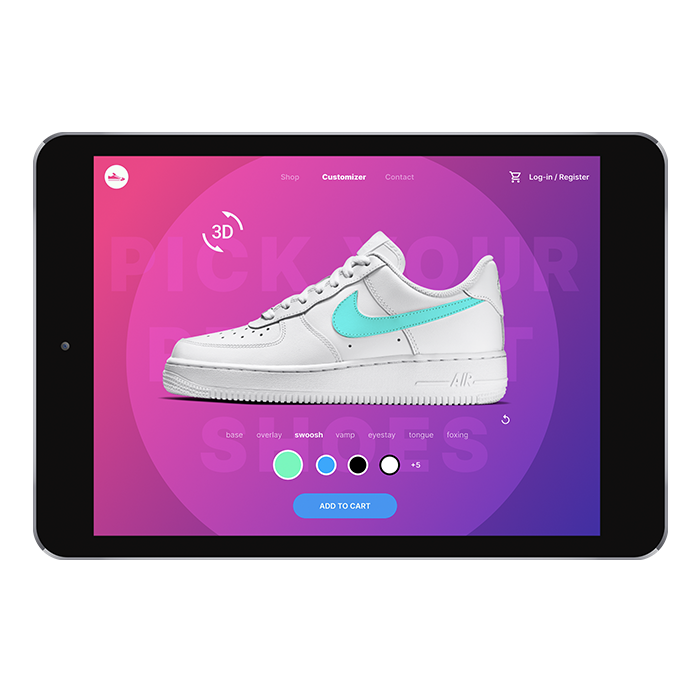 Shop Customizer Contact Log-in / Register
3D
PICK YOUR
SHOES
AIR
base overlay swoosh vamp eyestay tongue foxing
+5
ADD TO CART